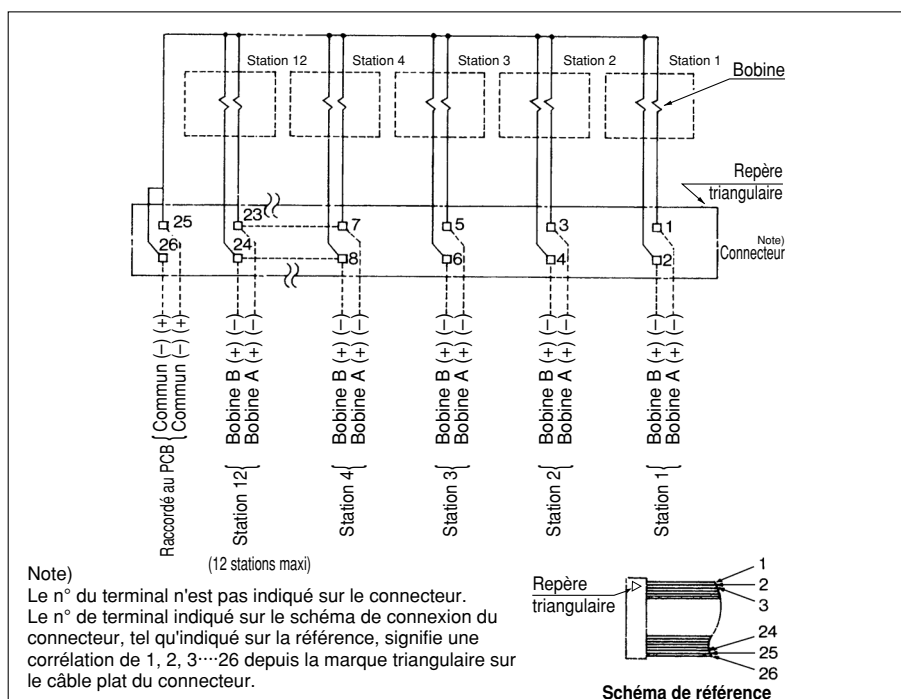 Station 12
Station 4
Station 3
Station 2
Station 1
Bobine
Repère
triangulaire
25
23
7
5
3
1
26
24
8
6
4
2
Note)
Connecteur
Raccordé au PCB
Commun (−) (+)
Commun (−) (+)
Station 12
Bobine B (+) (−)
Bobine A (+) (−)
Station 4
Bobine B (+) (−)
Bobine A (+) (−)
Station 3
Bobine B (+) (−)
Bobine A (+) (−)
Station 2
Bobine B (+) (−)
Bobine A (+) (−)
Station 1
Bobine B (+) (−)
Bobine A (+) (−)
(12 stations maxi)
Note)
Le n° du terminal n'est pas indiqué sur le connecteur.
Le n° de terminal indiqué sur le schéma de connexion du
connecteur, tel qu'indiqué sur la référence, signifie une
corrélation de 1, 2, 3····26 depuis la marque triangulaire sur
le câble plat du connecteur.
Repère
triangulaire
1
2
3
24
25
26
Schéma de référence